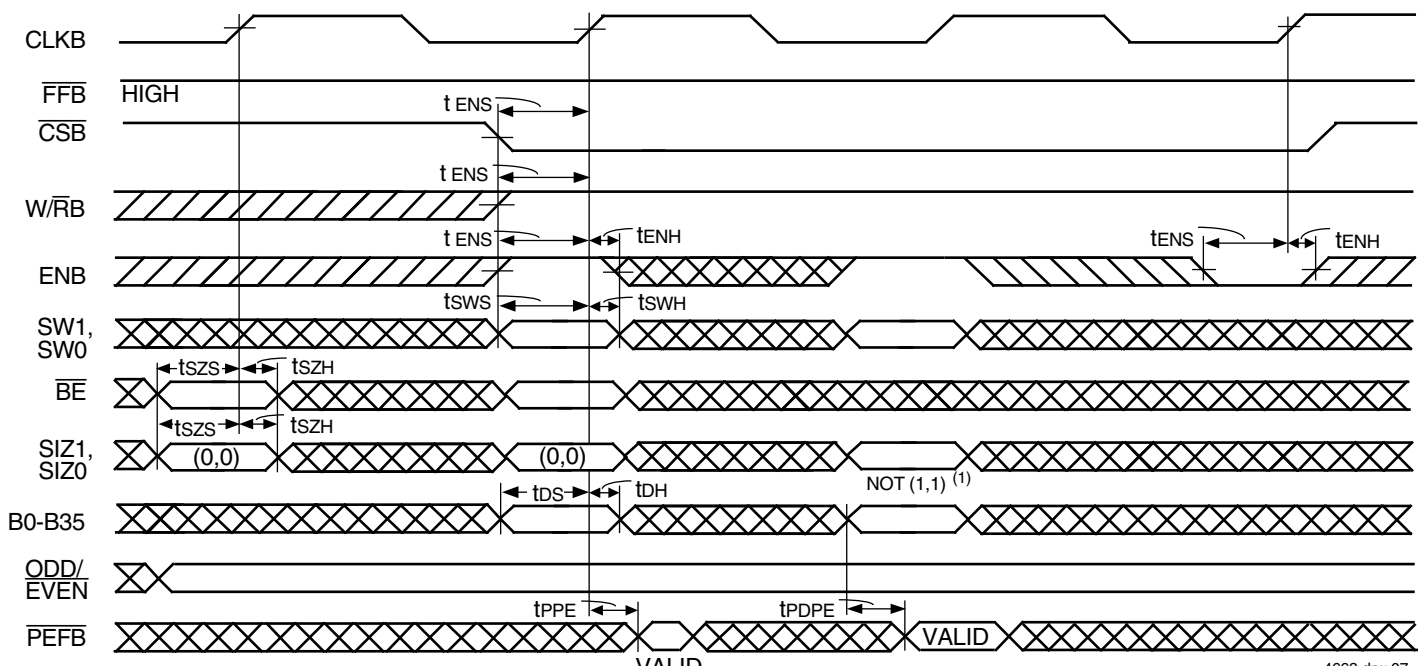 CLKB
FFB HIGH
t ENS
CSB
t ENS
W/RB
t ENS tENH tENS tENH
ENB
tSWS tSWH
SW1,
SW0
tSZS tSZH
BE
tSZS tSZH
SIZ1,
SIZ0
(0,0) (0,0)
NOT (1,1) (1)
tDS tDH
B0-B35
ODD/
EVEN
tPPE tPDPE
PEFB VALID
VALID